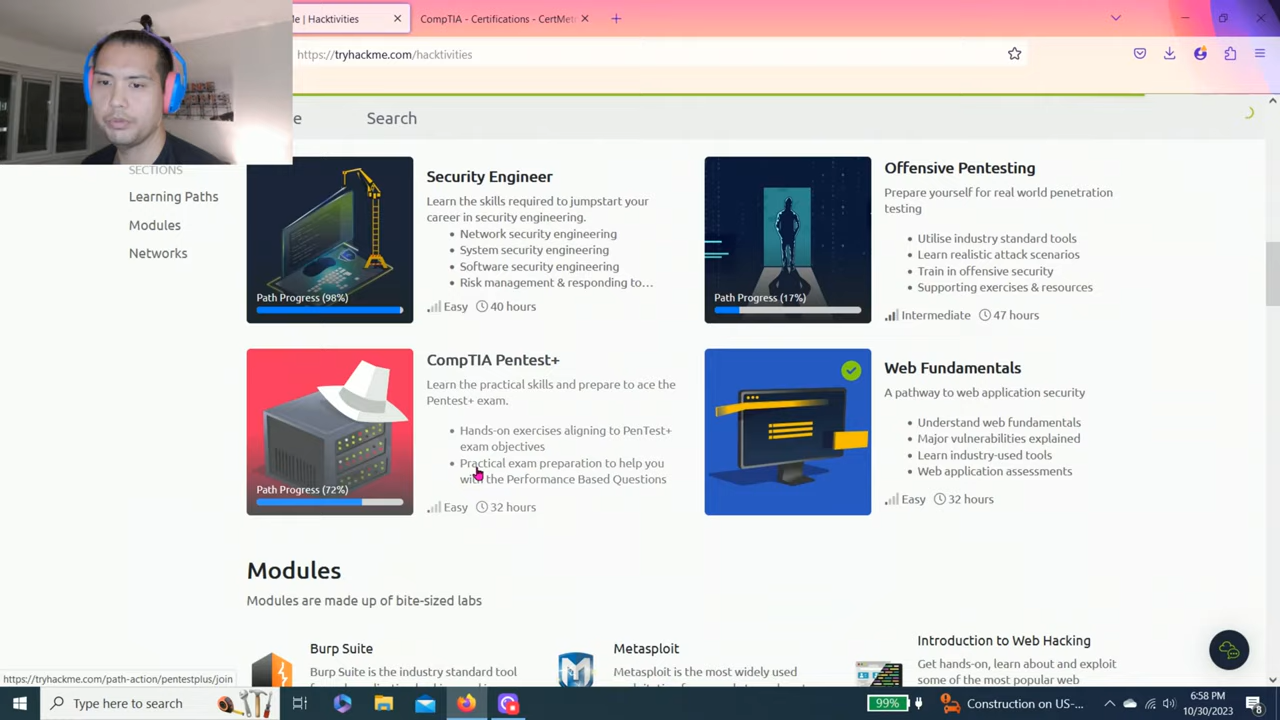 e | Hacktivities
CompTIA - Certifications - CertMet
https://tryhackme.com/hacktivities
e
Search
SECTIONS
Learning Paths
Modules
Networks
Security Engineer
Learn the skills required to jumpstart your
career in security engineering.
Network security engineering
System security engineering
Software security engineering
Risk management & responding to...
Easy 40 hours
Path Progress (98%)
Offensive Pentesting
Prepare yourself for real world penetration
testing
Utilise industry standard tools
Learn realistic attack scenarios
Train in offensive security
Supporting exercises & resources
Intermediate 47 hours
Path Progress (17%)
CompTIA Pentest+
Learn the practical skills and prepare to ace the
Pentest+ exam.
Hands-on exercises aligning to PenTest+
exam objectives
Practical exam preparation to help you
with the Performance Based Questions
Easy 32 hours
Path Progress (72%)
Web Fundamentals
A pathway to web application security
Understand web fundamentals
Major vulnerabilities explained
Learn industry-used tools
Web application assessments
Easy 32 hours
Modules
Modules are made up of bite-sized labs
Burp Suite
Burp Suite is the industry standard tool
Metasploit
Metasploit is the most widely used
Introduction to Web Hacking
Get hands-on, learn about and exploit
some of the most popular web
https://tryhackme.com/path-action/pentestplus/join
Type here to search
99%
Construction on US-...
6:58 PM
10/30/2023
8